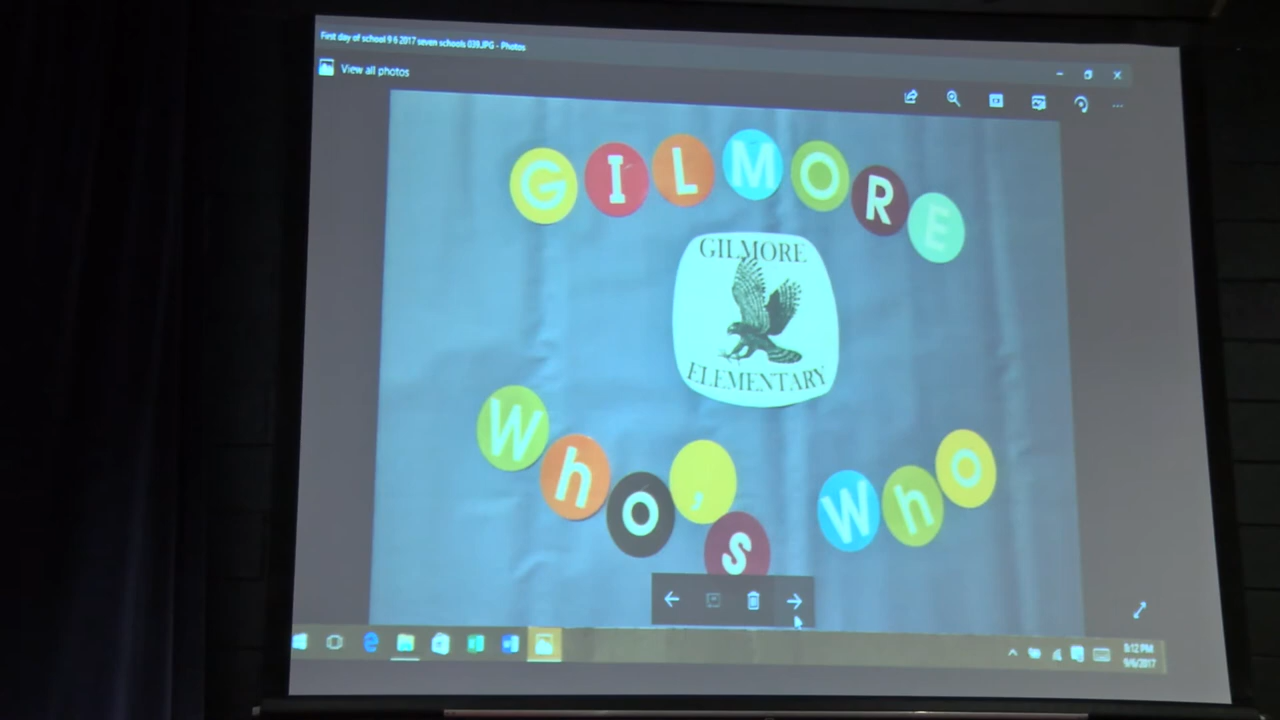 First day of school 9 6 2017 seven schools 039.JPG - Photos
View all photos
GILMORE
GILMORE
ELEMENTARY
Who's Who
8:12 PM
9/6/2017